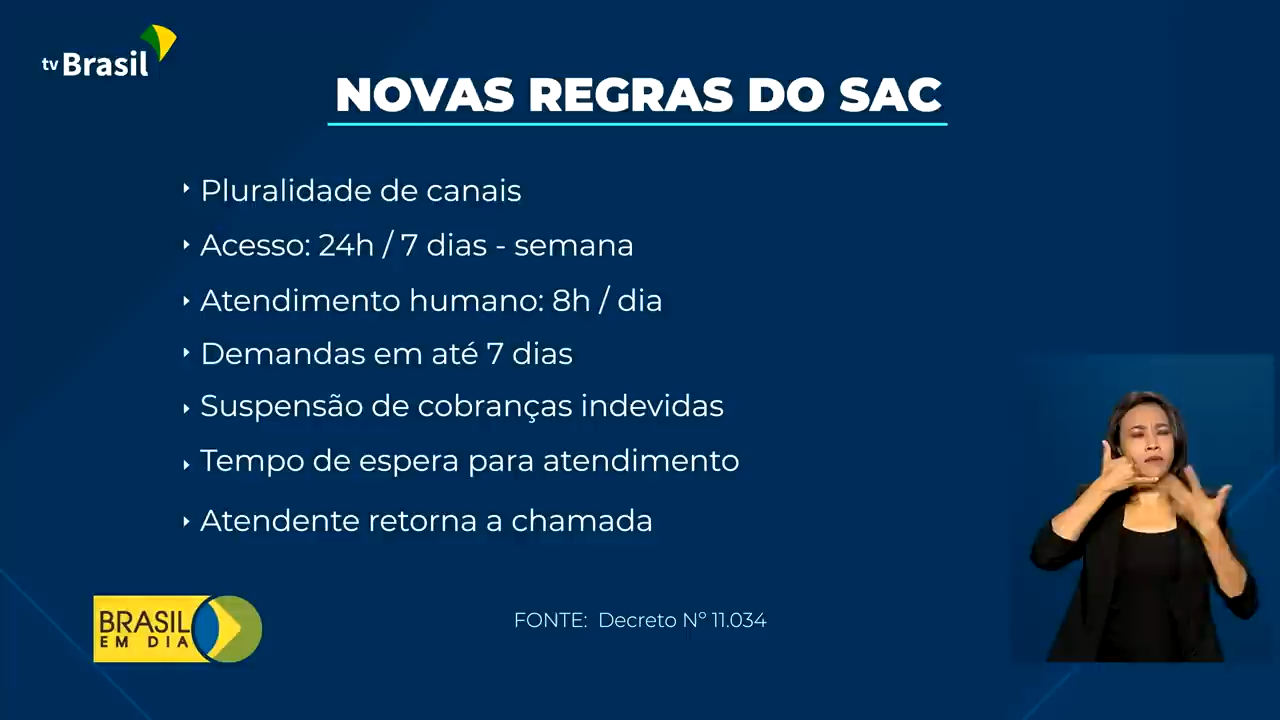 tv Brasil
NOVAS REGRAS DO SAC
Pluralidade de canais
Acesso: 24h / 7 dias - semana
Atendimento humano: 8h / dia
Demandas em até 7 dias
Suspensão de cobranças indevidas
Tempo de espera para atendimento
Atendente retorna a chamada
BRASIL
EM DIA
FONTE: Decreto Nº 11.034